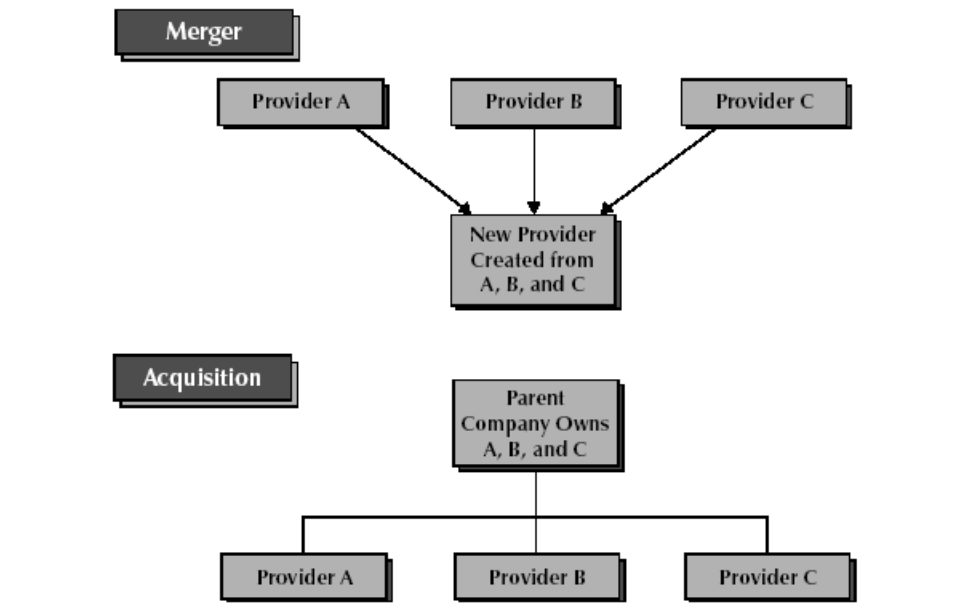 Merger
Provider A
Provider B
Provider C
New Provider
Created from
A, B, and C
Acquisition
Parent
Company Owns
A, B, and C
Provider A
Provider B
Provider C